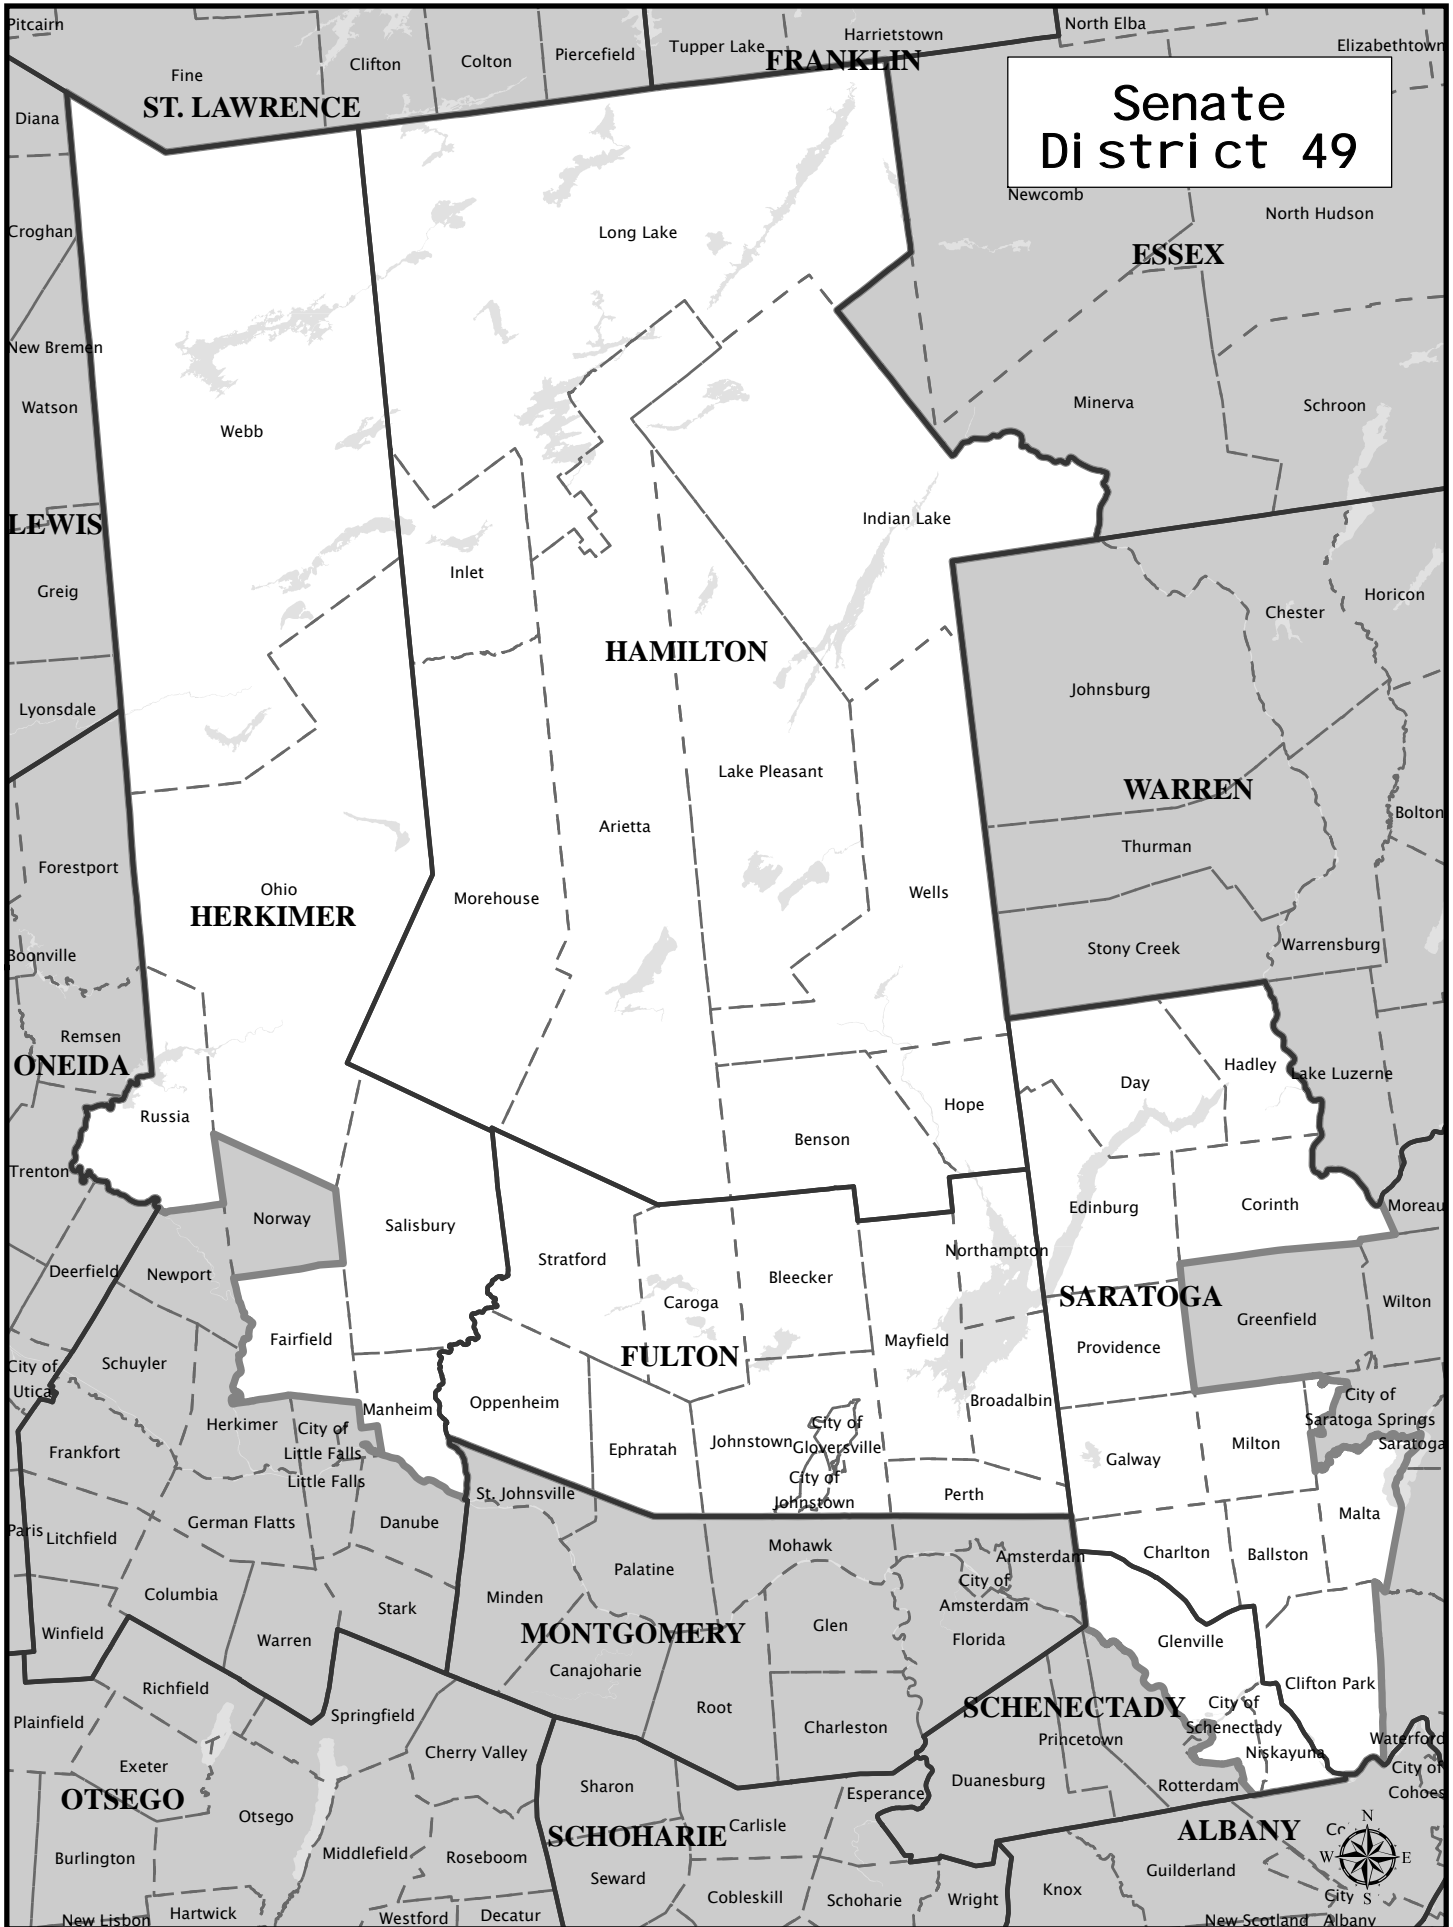 Pitcairn
Fine
Clifton
Colton
Piercefield
Tupper Lake
Harrietstown
North Elba
Elizabethtown
FRANKLIN
ST. LAWRENCE
Diana
Senate
District 49
Newcomb
North Hudson
Croghan
Long Lake
ESSEX
New Bremen
Watson
Webb
Minerva
Schroon
LEWIS
Indian Lake
Inlet
Greig
Horicon
Chester
HAMILTON
Johnsburg
Lyonsdale
Lake Pleasant
WARREN
Bolton
Arietta
Thurman
Forestport
Ohio
HERKIMER
Morehouse
Wells
Boonville
Stony Creek
Warrensburg
Remsen
ONEIDA
Hadley
Lake Luzerne
Day
Russia
Hope
Benson
Trenton
Norway
Salisbury
Edinburg
Corinth
Moreau
Deerfield
Newport
Stratford
Northampton
Bleecker
Caroga
SARATOGA
Wilton
Greenfield
Fairfield
Mayfield
Providence
FULTON
City of
Utica
Schuyler
Oppenheim
Manheim
Broadalbin
City of
Saratoga Springs
Herkimer
City of
Little Falls
Little Falls
Frankfort
Ephratah
Johnstown
City of
Gloversville
City of
Johnstown
Galway
Milton
Saratoga
St. Johnsville
Perth
Malta
Paris
Litchfield
German Flatts
Danube
Mohawk
Amsterdam
Charlton
Ballston
Palatine
City of
Amsterdam
Columbia
Stark
Minden
Winfield
Warren
MONTGOMERY
Glen
Florida
Glenville
Canajoharie
Richfield
Clifton Park
Root
SCHENECTADY
City of
Schenectady
Plainfield
Springfield
Charleston
Princetown
Niskayuna
Waterford
Cherry Valley
Exeter
City of
Cohoes
Sharon
Esperance
Duanesburg
Rotterdam
OTSEGO
Otsego
SCHOHARIE
Carlisle
ALBANY
Co
N
W
E
S
Burlington
Middlefield
Roseboom
Seward
Guilderland
Cobleskill
Schoharie
Wright
Knox
City
Albany
New Lisbon
Hartwick
Westford
Decatur
New Scotland